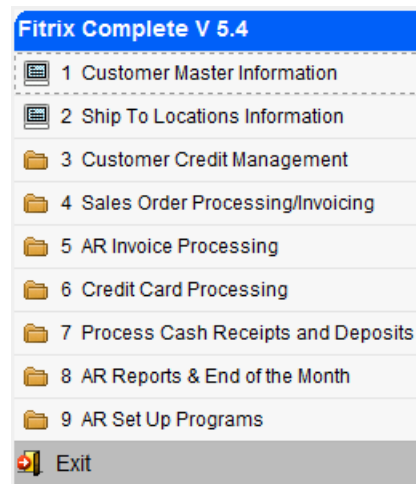 Fitrix Complete V 5.4
1 Customer Master Information
2 Ship To Locations Information
3 Customer Credit Management
4 Sales Order Processing/Invoicing
5 AR Invoice Processing
6 Credit Card Processing
7 Process Cash Receipts and Deposits
8 AR Reports & End of the Month
9 AR Set Up Programs
Exit